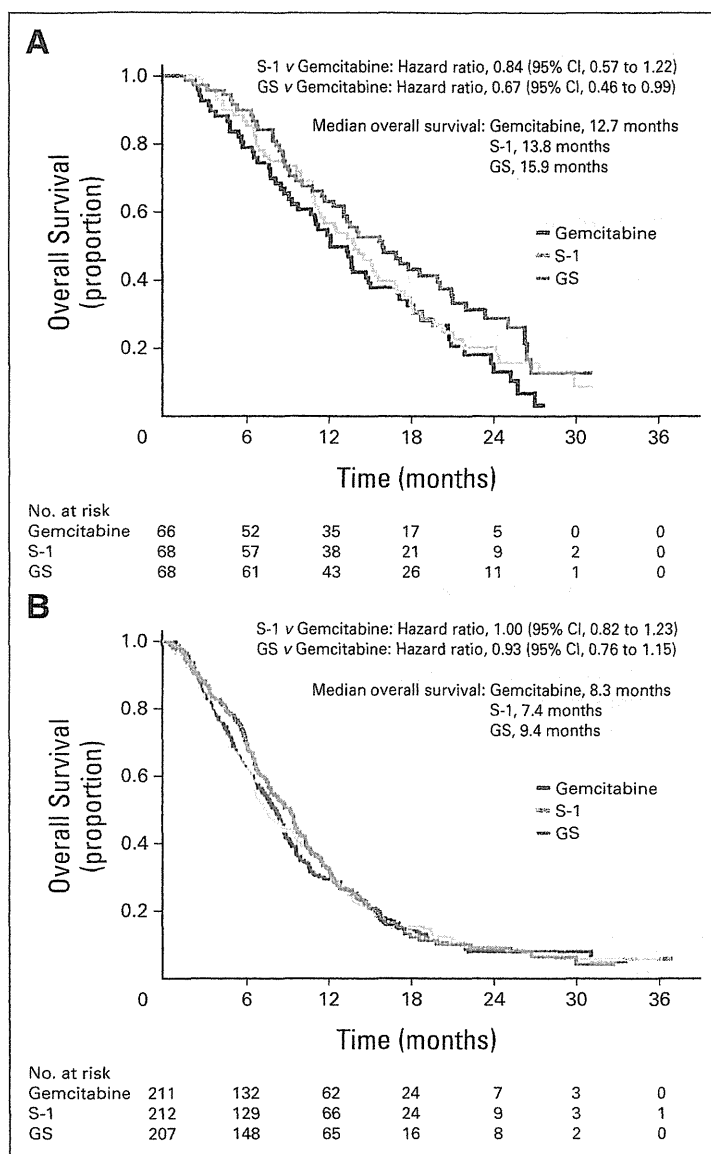 A
S-1 v Gemcitabine: Hazard ratio, 0.84 (95% CI, 0.57 to 1.22)
GS v Gemcitabine: Hazard ratio, 0.67 (95% CI, 0.46 to 0.99)
Median overall survival: Gemcitabine, 12.7 months
S-1, 13.8 months
GS, 15.9 months
Gemcitabine
S-1
GS
Overall Survival
(proportion)
1.0
0.8
0.6
0.4
0.2
0 6 12 18 24 30 36
Time (months)
No. at risk
Gemcitabine 66 52 35 17 5 0 0
S-1 68 57 38 21 9 2 0
GS 68 61 43 26 11 1 0
B
S-1 v Gemcitabine: Hazard ratio, 1.00 (95% CI, 0.82 to 1.23)
GS v Gemcitabine: Hazard ratio, 0.93 (95% CI, 0.76 to 1.15)
Median overall survival: Gemcitabine, 8.3 months
S-1, 7.4 months
GS, 9.4 months
Gemcitabine
S-1
GS
Overall Survival
(proportion)
1.0
0.8
0.6
0.4
0.2
0 6 12 18 24 30 36
Time (months)
No. at risk
Gemcitabine 211 132 62 24 7 3 0
S-1 212 129 66 24 9 3 1
GS 207 148 65 16 8 2 0